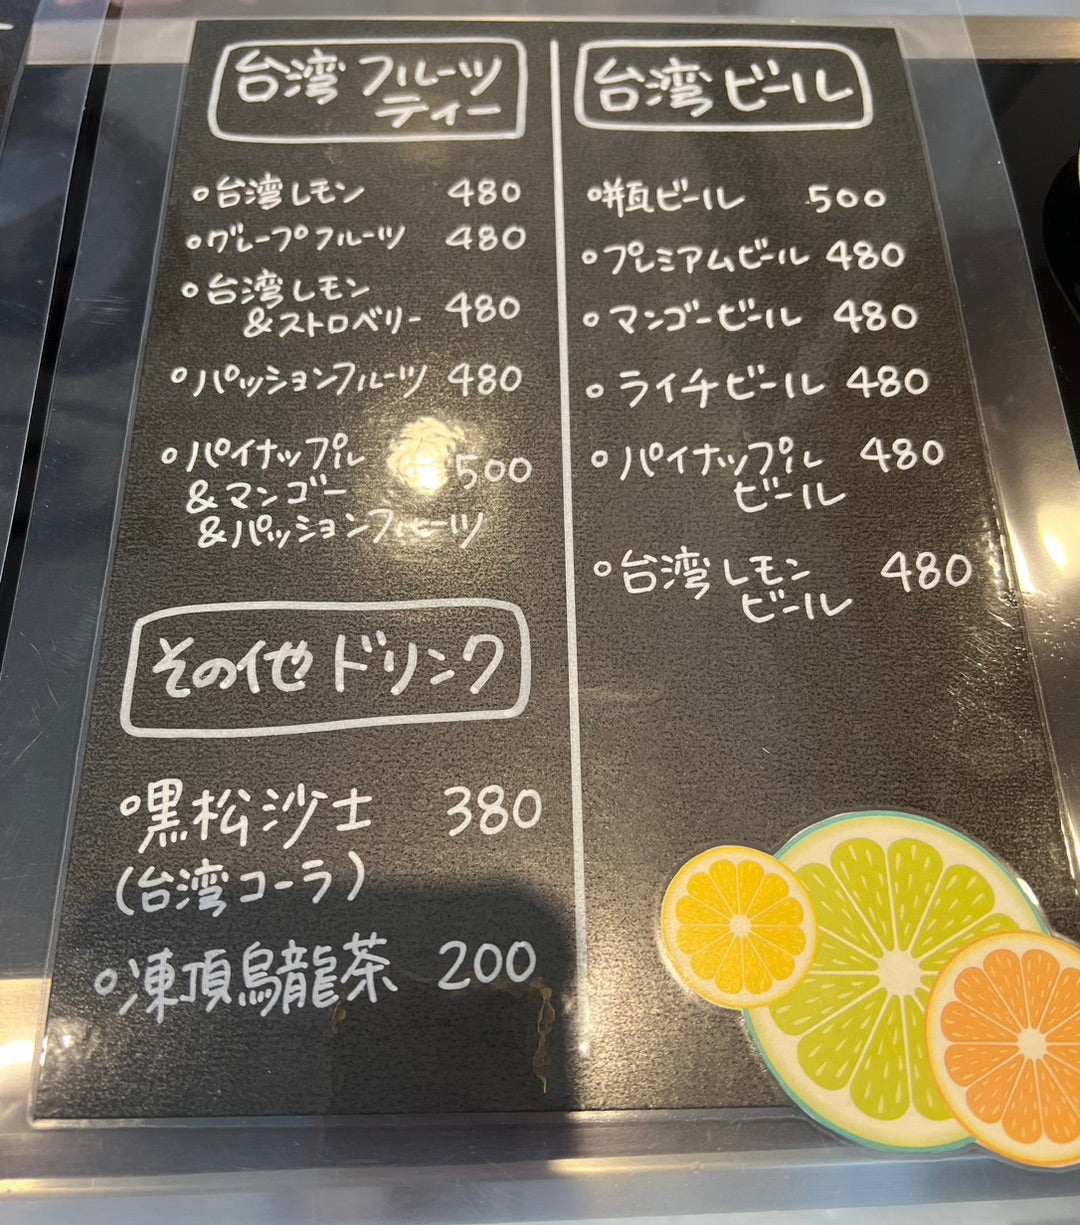 台湾フルーツ
ティー
台湾レモン 480
グレープフルーツ 480
台湾レモン
&ストロベリー 480
パッションフルーツ 480
パイナップル
&マンゴー 500
&パッションフルーツ
その他ドリンク
黒松沙士 380
(台湾コーラ)
凍頂烏龍茶 200
台湾ビール
瓶ビール 500
プレミアムビール 480
マンゴービール 480
ライチビール 480
パイナップル 480
ビール
台湾レモン 480
ビール